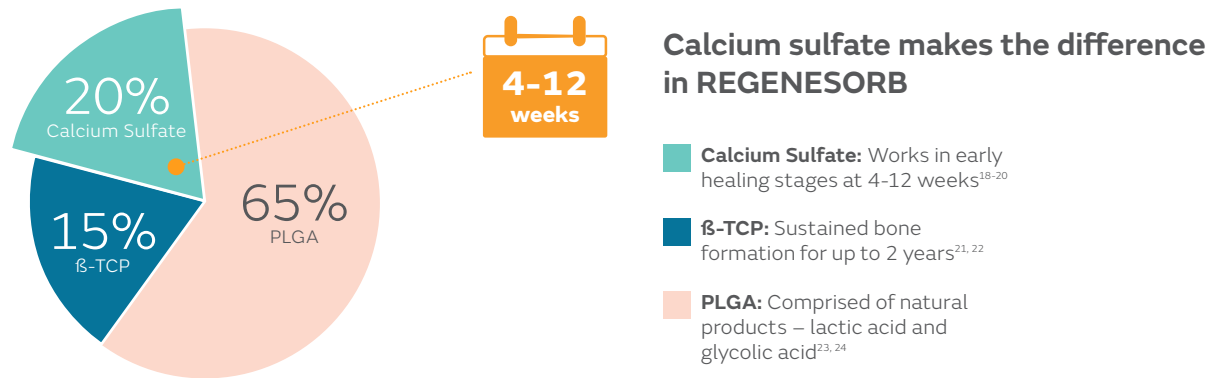 20%
Calcium Sulfate
15%
ß-TCP
65%
PLGA
4-12
weeks
Calcium sulfate makes the difference
in REGENESORB
Calcium Sulfate: Works in early
healing stages at 4-12 weeks18-20
ß-TCP: Sustained bone
formation for up to 2 years21, 22
PLGA: Comprised of natural
products – lactic acid and
glycolic acid23, 24